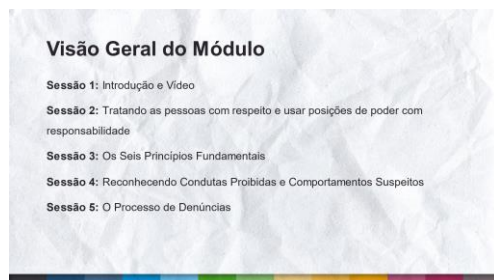 Visão Geral do Módulo
Sessão 1: Introdução e Vídeo
Sessão 2: Tratando as pessoas com respeito e usar posições de poder com
responsabilidade
Sessão 3: Os Seis Princípios Fundamentais
Sessão 4: Reconhecendo Condutas Proibidas e Comportamentos Suspeitos
Sessão 5: O Processo de Denúncias